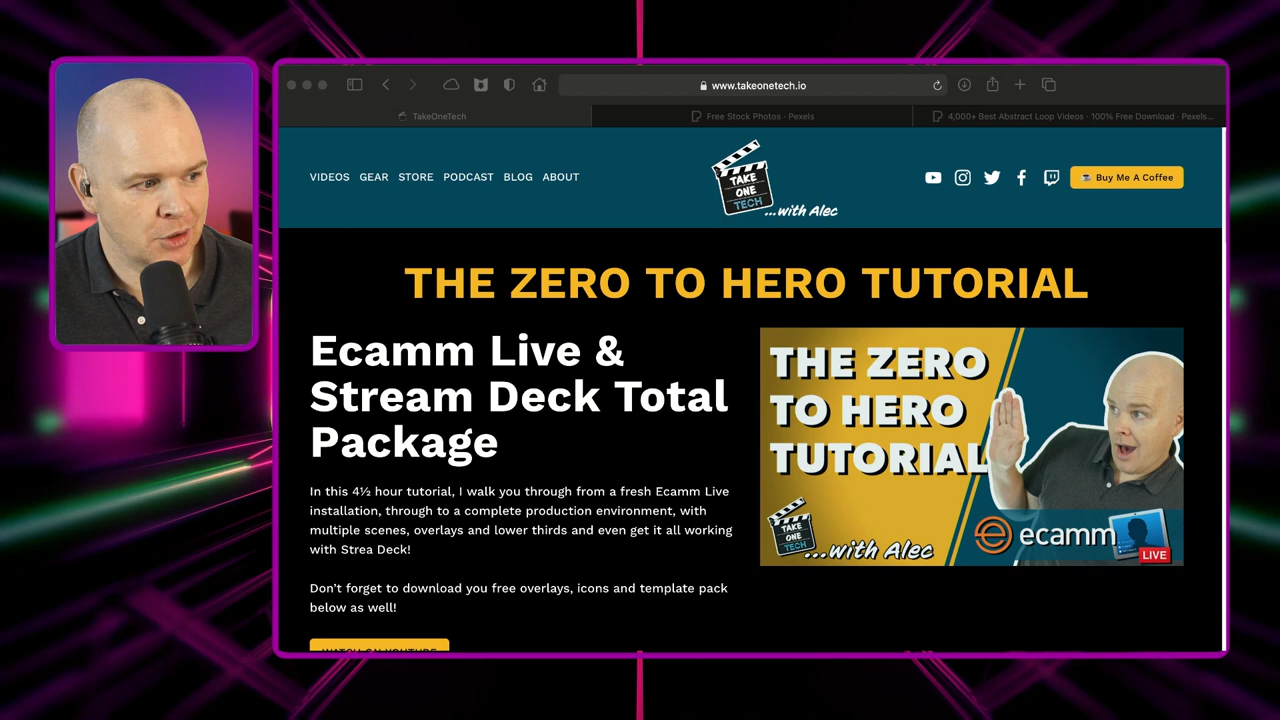 www.takeonetech.io
TakeOneTech
Free Stock Photos - Pexels
4,000+ Best Abstract Loop Videos · 100% Free Download · Pexels...
VIDEOS GEAR STORE PODCAST BLOG ABOUT
TAKE
ONE
TECH
...with Alec
Buy Me A Coffee
THE ZERO TO HERO TUTORIAL
Ecamm Live &
Stream Deck Total
Package
In this 4½ hour tutorial, I walk you through from a fresh Ecamm Live
installation, through to a complete production environment, with
multiple scenes, overlays and lower thirds and even get it all working
with Strea Deck!
Don't forget to download you free overlays, icons and template pack
below as well!
WATCH ON YOUTUBE
THE ZERO
TO HERO
TUTORIAL
TAKE
ONE
TECH
...with Alec
ecamm
LIVE